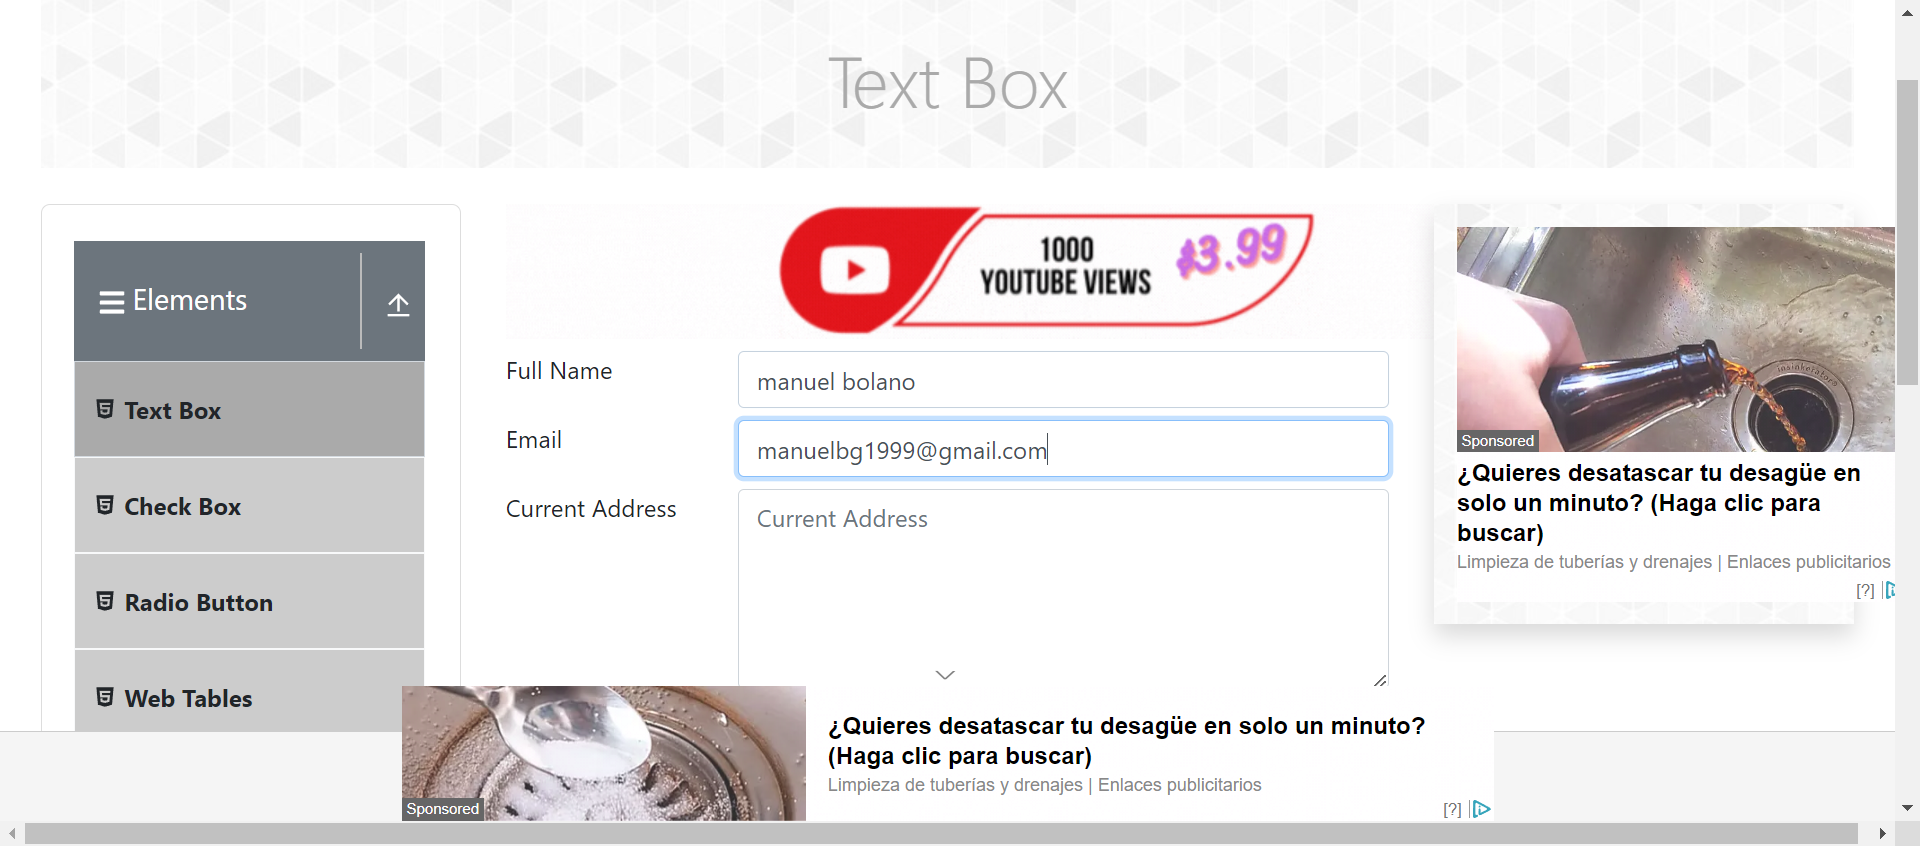 Text Box
Elements
Text Box
Check Box
Radio Button
Web Tables
1000
YOUTUBE VIEWS
$3.99
Full Name
manuel bolano
Email
manuelbg1999@gmail.com
Current Address
Current Address
insinkerator®
Sponsored
¿Quieres desatascar tu desagüe en
solo un minuto? (Haga clic para
buscar)
Limpieza de tuberías y drenajes | Enlaces publicitarios
[?]
Sponsored
¿Quieres desatascar tu desagüe en solo un minuto?
(Haga clic para buscar)
Limpieza de tuberías y drenajes | Enlaces publicitarios
[?]